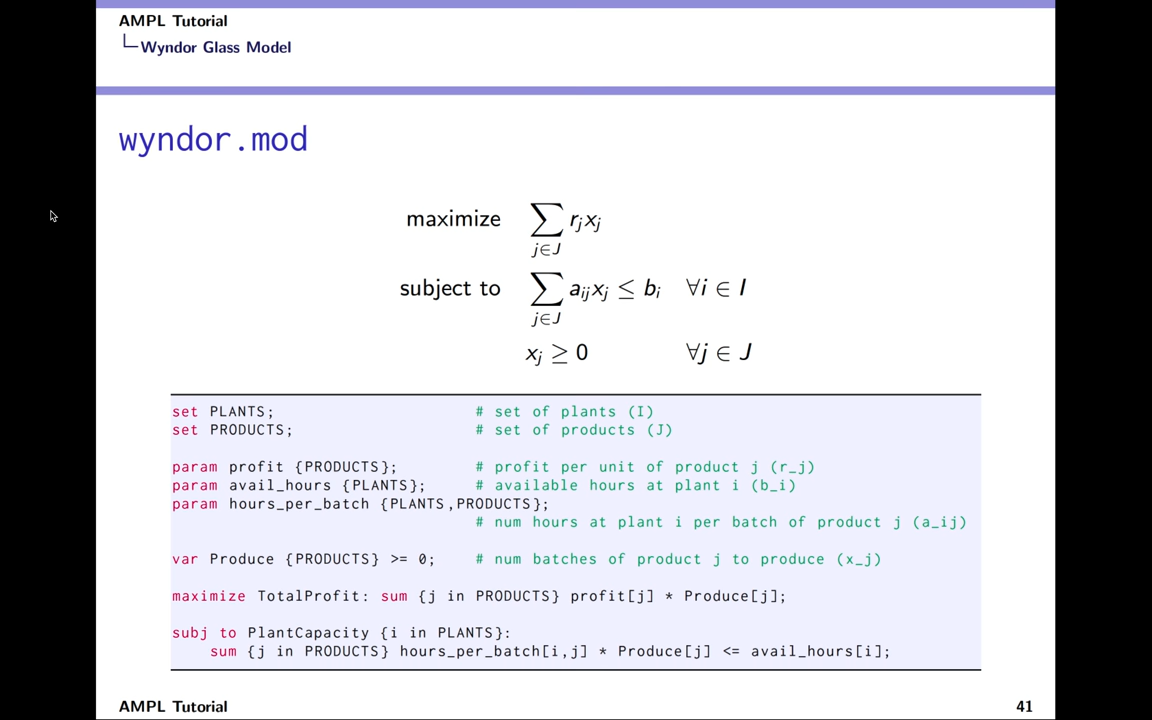 AMPL Tutorial
Wyndor Glass Model
wyndor.mod
maximize ∑_{j∈J} r_j x_j
subject to ∑_{j∈J} a_{ij} x_j ≤ b_i ∀i ∈ I
x_j ≥ 0 ∀j ∈ J
set PLANTS; # set of plants (I)
set PRODUCTS; # set of products (J)
param profit {PRODUCTS}; # profit per unit of product j (r_j)
param avail_hours {PLANTS}; # available hours at plant i (b_i)
param hours_per_batch {PLANTS,PRODUCTS};
# num hours at plant i per batch of product j (a_ij)
var Produce {PRODUCTS} >= 0; # num batches of product j to produce (x_j)
maximize TotalProfit: sum {j in PRODUCTS} profit[j] * Produce[j];
subj to PlantCapacity {i in PLANTS}:
sum {j in PRODUCTS} hours_per_batch[i,j] * Produce[j] <= avail_hours[i];
AMPL Tutorial 41